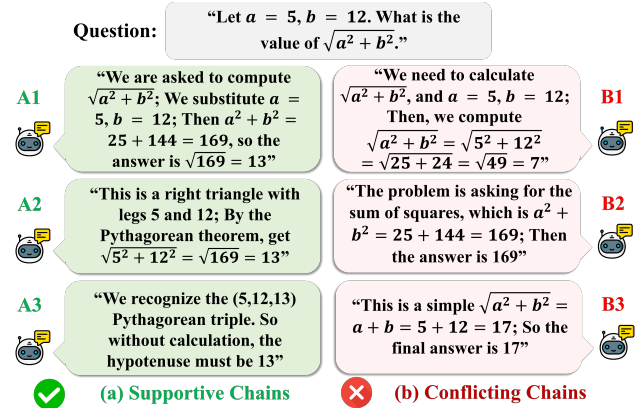 Question:
“Let a = 5, b = 12. What is the
value of √(a² + b²).”
A1
“We are asked to compute
√(a² + b²); We substitute a =
5, b = 12; Then a² + b² =
25 + 144 = 169, so the
answer is √169 = 13”
“We need to calculate
√(a² + b²), and a = 5, b = 12;
Then, we compute
√(a² + b²) = √(5² + 12²)
= √(25 + 24) = √49 = 7”
B1
A2
“This is a right triangle with
legs 5 and 12; By the
Pythagorean theorem, get
√(5² + 12²) = √169 = 13”
“The problem is asking for the
sum of squares, which is a² +
b² = 25 + 144 = 169; Then
the answer is 169”
B2
A3
“We recognize the (5,12,13)
Pythagorean triple. So
without calculation, the
hypotenuse must be 13”
“This is a simple √(a² + b²) =
a + b = 5 + 12 = 17; So the
final answer is 17”
B3
(a) Supportive Chains
(b) Conflicting Chains